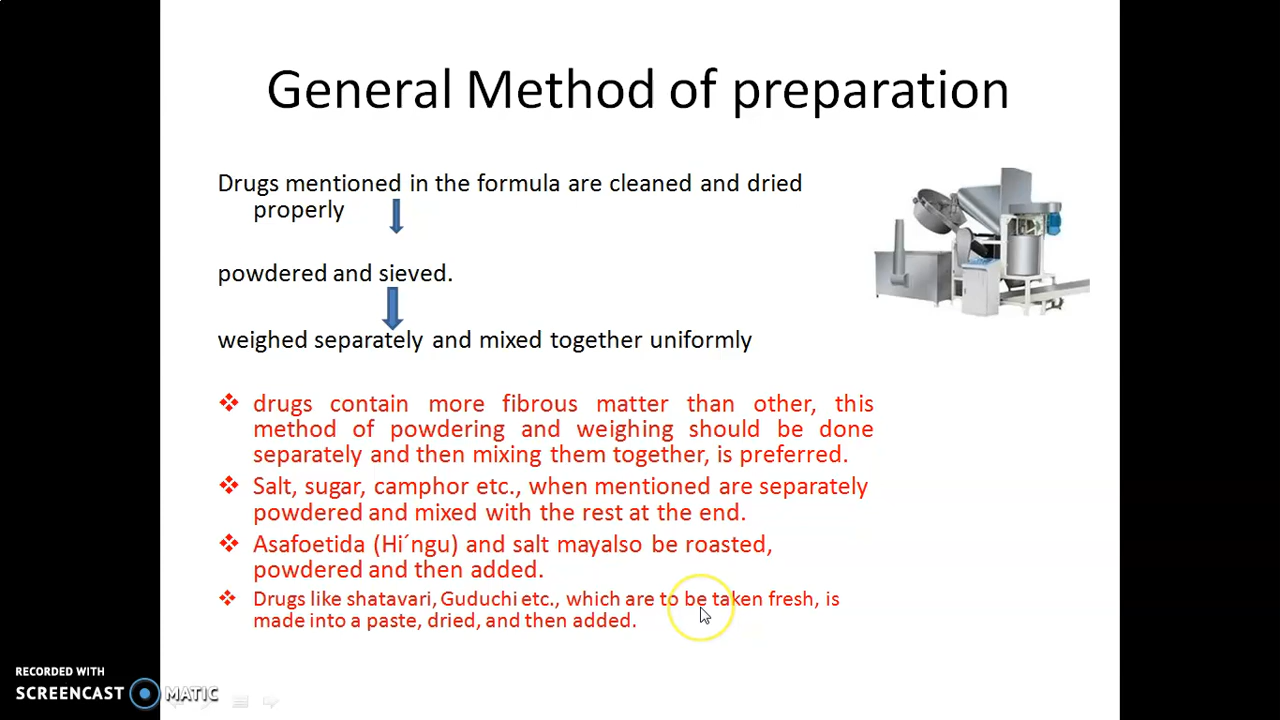 General Method of preparation
Drugs mentioned in the formula are cleaned and dried
properly
powdered and sieved.
weighed separately and mixed together uniformly
❖ drugs contain more fibrous matter than other, this
method of powdering and weighing should be done
separately and then mixing them together, is preferred.
❖ Salt, sugar, camphor etc., when mentioned are separately
powdered and mixed with the rest at the end.
❖ Asafoetida (Hi´ngu) and salt mayalso be roasted,
powdered and then added.
❖ Drugs like shatavari, Guduchi etc., which are to be taken fresh, is
made into a paste, dried, and then added.
RECORDED WITH
SCREENCAST MATIC